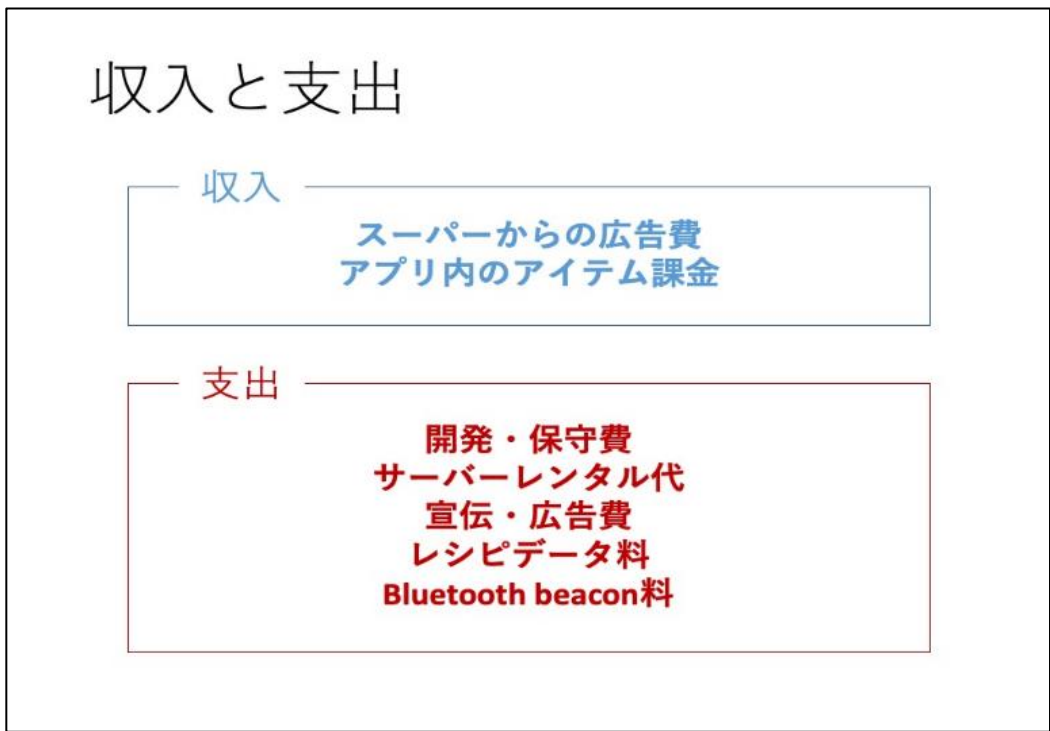 収入と支出
収入
スーパーからの広告費
アプリ内のアイテム課金
支出
開発・保守費
サーバーレンタル代
宣伝・広告費
レシピデータ料
Bluetooth beacon料